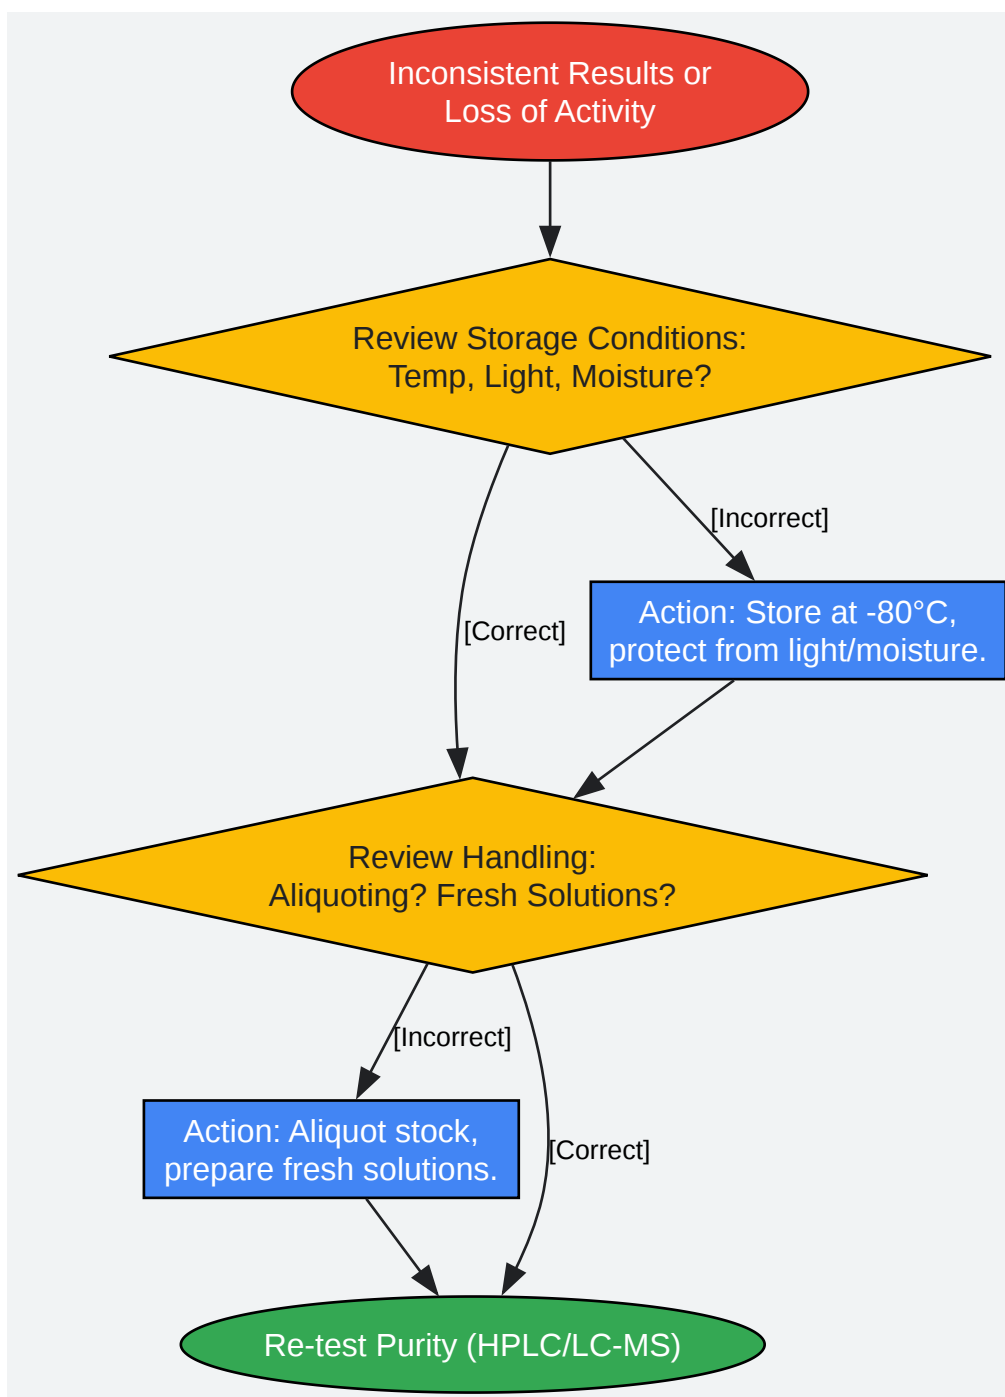 Inconsistent Results or
Loss of Activity
Review Storage Conditions:
Temp, Light, Moisture?
[Incorrect]
Action: Store at -80°C,
protect from light/moisture.
[Correct]
Review Handling:
Aliquoting? Fresh Solutions?
[Incorrect]
Action: Aliquot stock,
prepare fresh solutions.
[Correct]
Re-test Purity (HPLC/LC-MS)